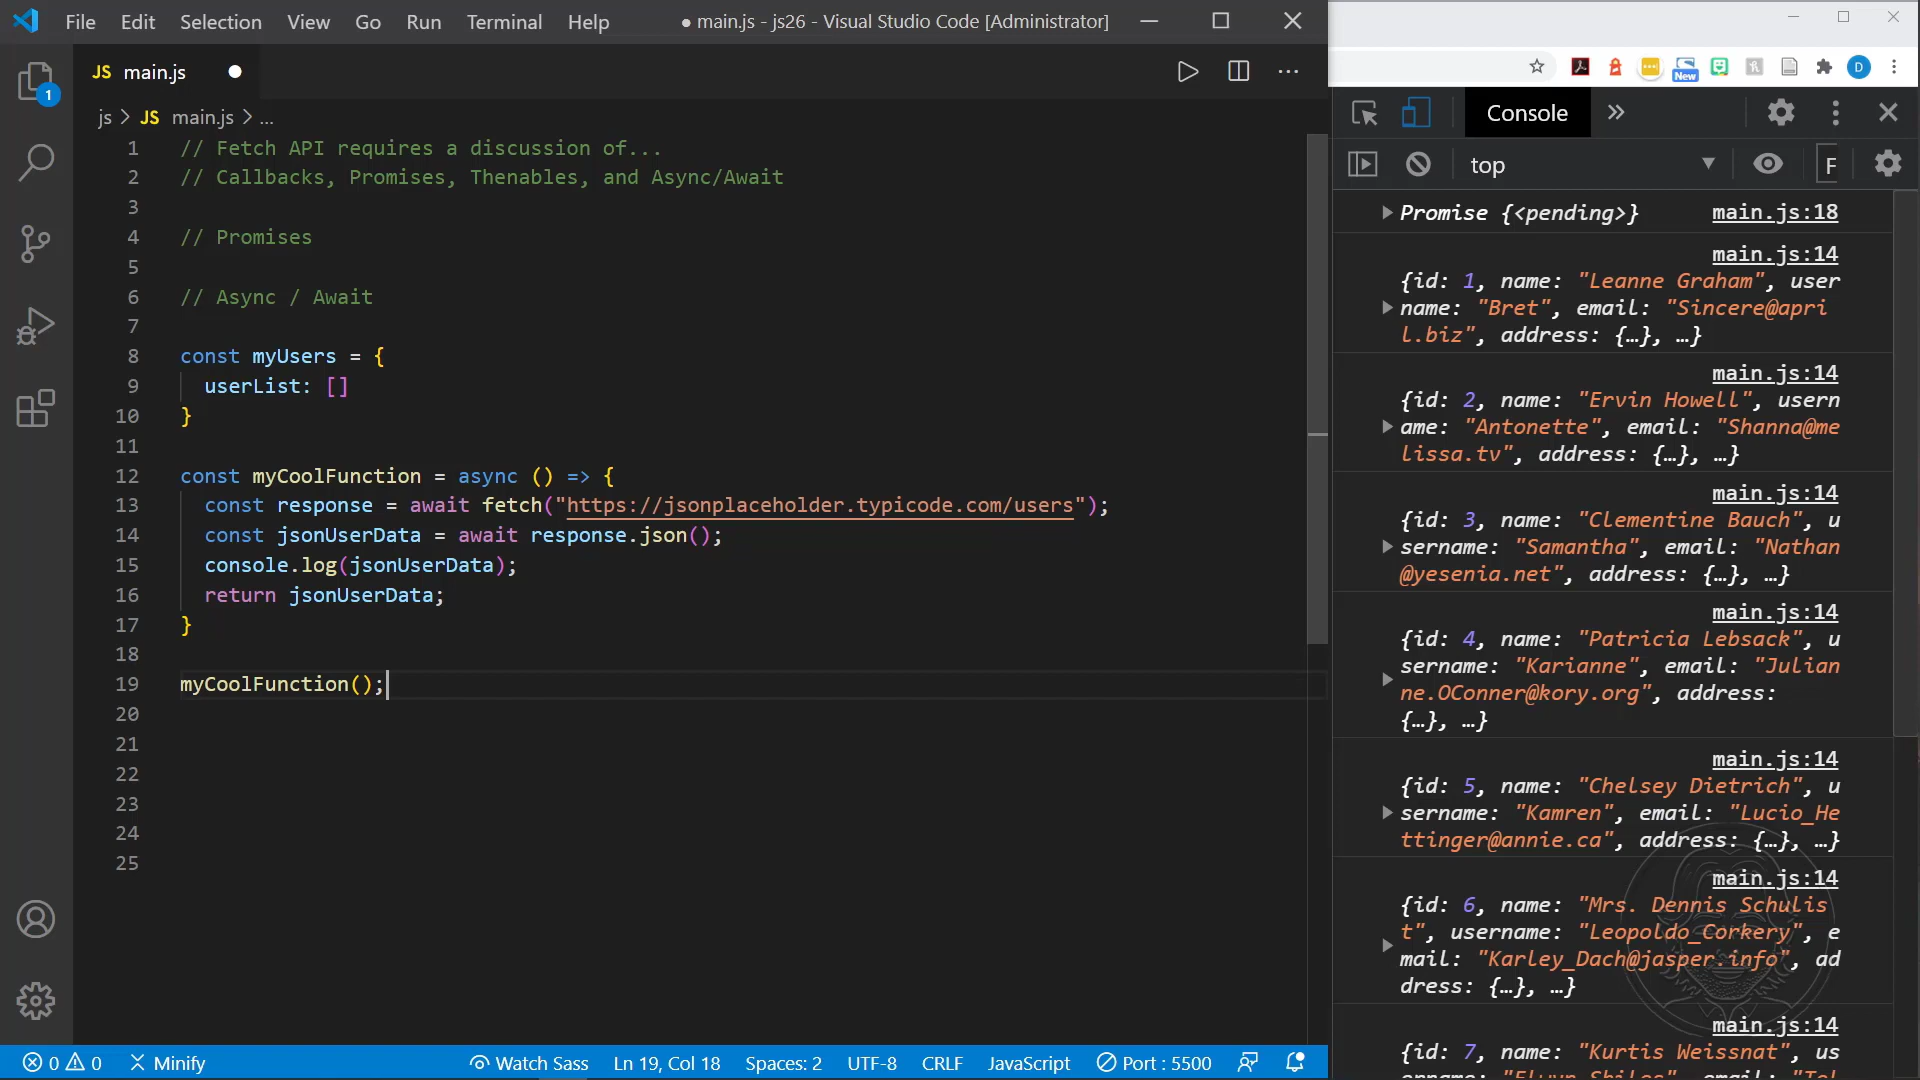 File Edit Selection View Go Run Terminal Help ● main.js - js26 - Visual Studio Code [Administrator]
JS main.js
js > JS main.js > ...
1 // Fetch API requires a discussion of...
2 // Callbacks, Promises, Thenables, and Async/Await
3
4 // Promises
5
6 // Async / Await
7
8 const myUsers = {
9 userList: []
10 }
11
12 const myCoolFunction = async () => {
13 const response = await fetch("https://jsonplaceholder.typicode.com/users");
14 const jsonUserData = await response.json();
15 console.log(jsonUserData);
16 return jsonUserData;
17 }
18
19 myCoolFunction();
20
21
22
23
24
25
1
0 0 Minify Watch Sass Ln 19, Col 18 Spaces: 2 UTF-8 CRLF JavaScript Port : 5500
New D
Console
top F
Promise {<pending>} main.js:18
main.js:14
{id: 1, name: "Leanne Graham", user
name: "Bret", email: "Sincere@apri
l.biz", address: {…}, …}
main.js:14
{id: 2, name: "Ervin Howell", usern
ame: "Antonette", email: "Shanna@me
lissa.tv", address: {…}, …}
main.js:14
{id: 3, name: "Clementine Bauch", u
sername: "Samantha", email: "Nathan
@yesenia.net", address: {…}, …}
main.js:14
{id: 4, name: "Patricia Lebsack", u
sername: "Karianne", email: "Julian
ne.OConner@kory.org", address:
{…}, …}
main.js:14
{id: 5, name: "Chelsey Dietrich", u
sername: "Kamren", email: "Lucio_He
ttinger@annie.ca", address: {…}, …}
main.js:14
{id: 6, name: "Mrs. Dennis Schulis
t", username: "Leopoldo_Corkery", e
mail: "Karley_Dach@jasper.info", ad
dress: {…}, …}
main.js:14
{id: 7, name: "Kurtis Weissnat", us